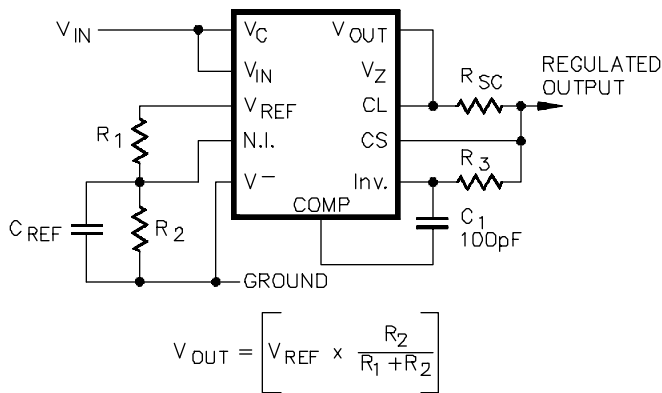 V IN
V C
V OUT
V IN
V Z
V REF
CL
R SC
REGULATED
OUTPUT
R 1
N.I.
CS
V −
Inv.
R 3
COMP
C REF
R 2
C 1
100pF
GROUND
V OUT = [ V REF x R 2 / R 1 + R 2 ]